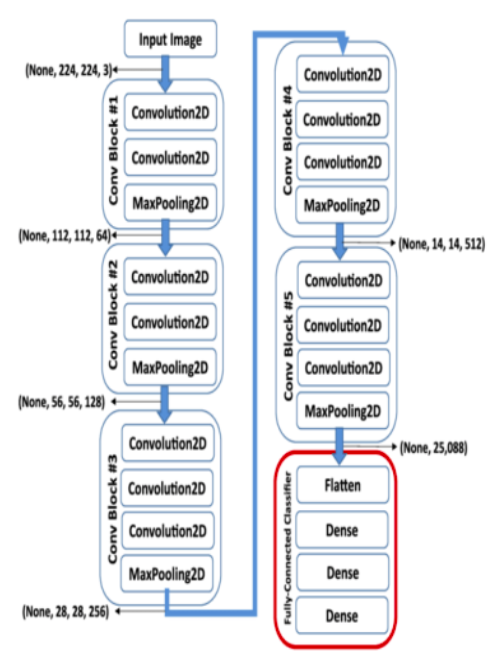 Input Image
(None, 224, 224, 3)
Conv Block #1
Convolution2D
Convolution2D
MaxPooling2D
(None, 112, 112, 64)
Conv Block #2
Convolution2D
Convolution2D
MaxPooling2D
(None, 56, 56, 128)
Conv Block #3
Convolution2D
Convolution2D
Convolution2D
MaxPooling2D
(None, 28, 28, 256)
Conv Block #4
Convolution2D
Convolution2D
Convolution2D
MaxPooling2D
(None, 14, 14, 512)
Conv Block #5
Convolution2D
Convolution2D
Convolution2D
MaxPooling2D
(None, 25,088)
Fully-Connected Classifier
Flatten
Dense
Dense
Dense